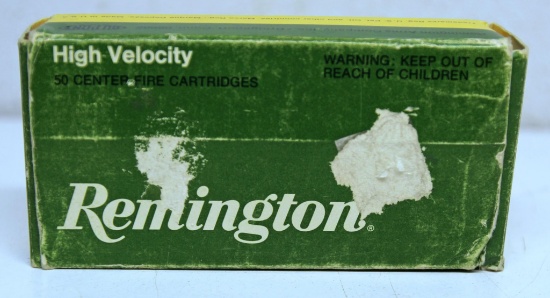 High Velocity
50 CENTER FIRE CARTRIDGES
WARNING: KEEP OUT OF
REACH OF CHILDREN
Remington®